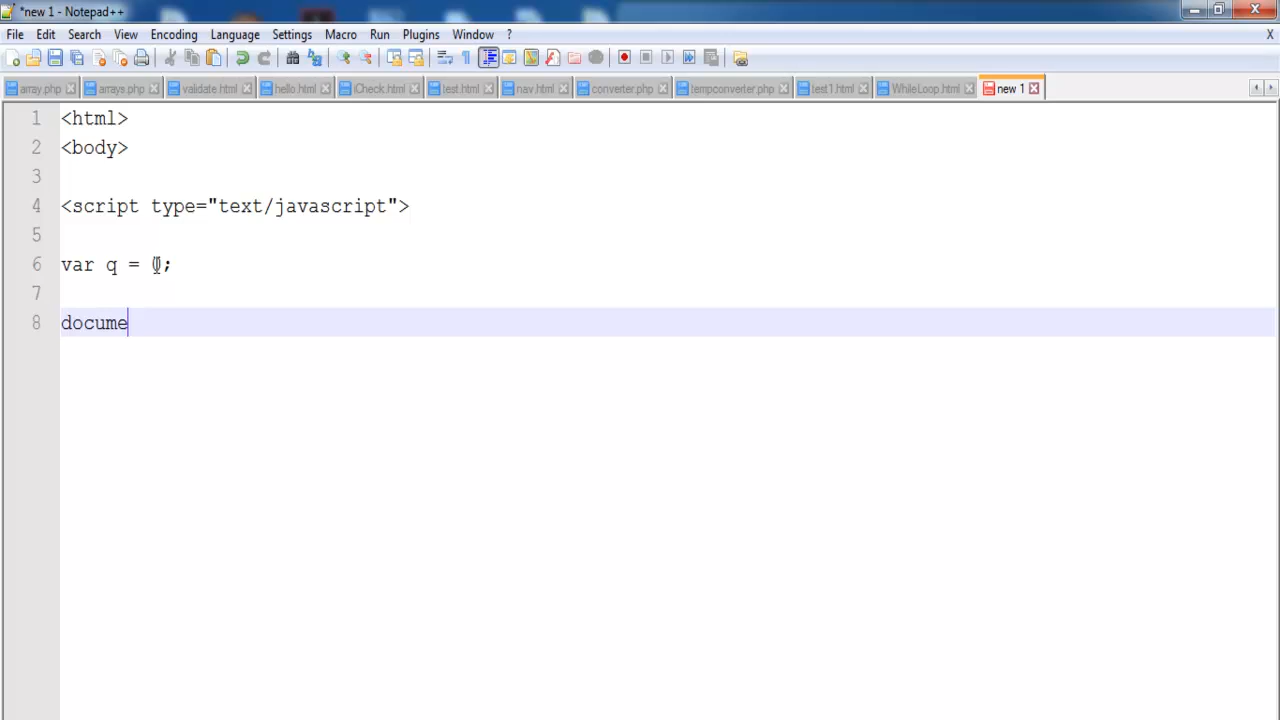 *new 1 - Notepad++
File Edit Search View Encoding Language Settings Macro Run Plugins Window ? X
array.php arrays.php validate.html hello.html iCheck.html test.html nav.html converter.php tempconverter.php test1.html WhileLoop.html new 1
1 <html>
2 <body>
3
4 <script type="text/javascript">
5
6 var q = 0;
7
8 docume